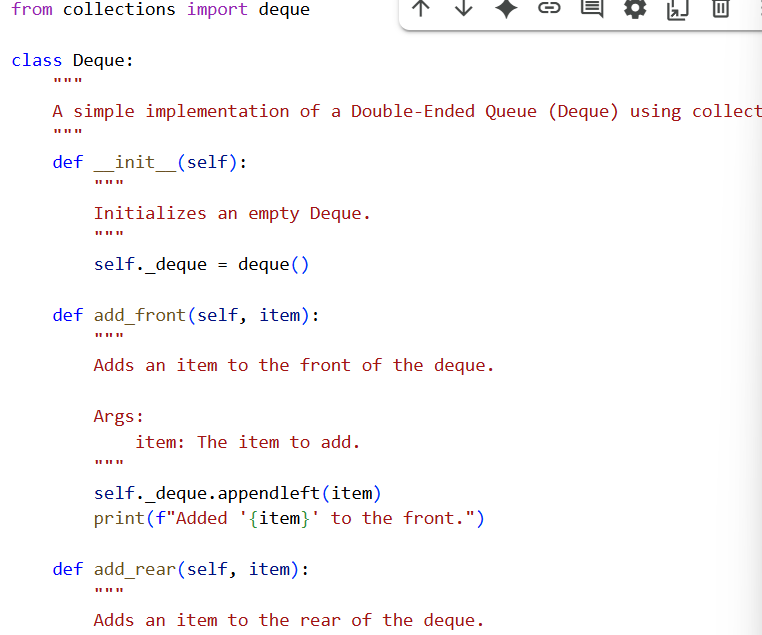 from collections import deque
class Deque:
    """
    A simple implementation of a Double-Ended Queue (Deque) using collect
    """
    def __init__(self):
        """
        Initializes an empty Deque.
        """
        self._deque = deque()
    def add_front(self, item):
        """
        Adds an item to the front of the deque.
        Args:
            item: The item to add.
        """
        self._deque.appendleft(item)
        print(f"Added '{item}' to the front.")
    def add_rear(self, item):
        """
        Adds an item to the rear of the deque.